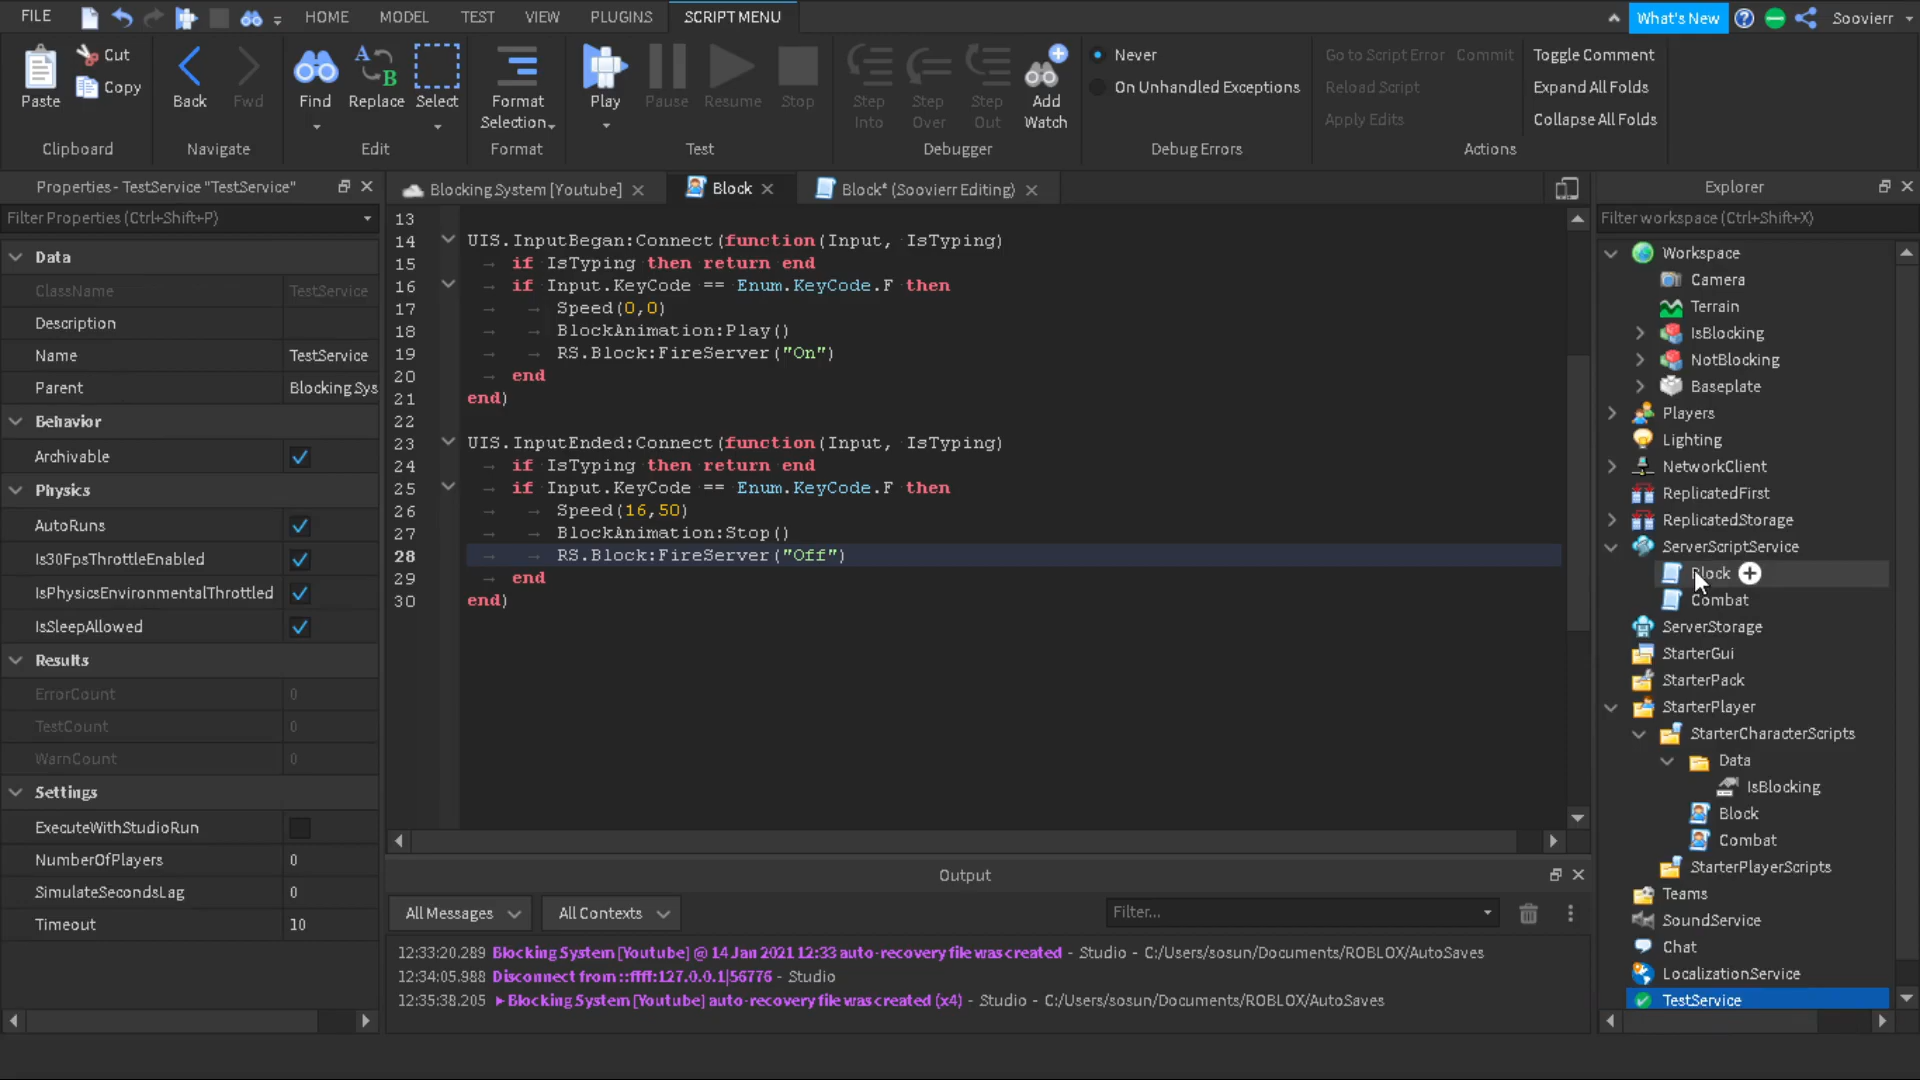 FILE
HOME
MODEL
TEST
VIEW
PLUGINS
SCRIPT MENU
What's New
Soovierr
Paste
Cut
Copy
Clipboard
Back
Fwd
Navigate
Find
Replace
Select
Edit
Format
Selection
Format
Play
Pause
Resume
Stop
Test
Step
Into
Step
Over
Step
Out
Add
Watch
Debugger
Never
On Unhandled Exceptions
Debug Errors
Go to Script Error
Commit
Reload Script
Apply Edits
Toggle Comment
Expand All Folds
Collapse All Folds
Actions
Properties - TestService "TestService"
Filter Properties (Ctrl+Shift+P)
Data
ClassName TestService
Description
Name TestService
Parent Blocking Sys
Behavior
Archivable
Physics
AutoRuns
Is30FpsThrottleEnabled
IsPhysicsEnvironmentalThrottled
IsSleepAllowed
Results
ErrorCount 0
TestCount 0
WarnCount 0
Settings
ExecuteWithStudioRun
NumberOfPlayers 0
SimulateSecondsLag 0
Timeout 10
Blocking System [Youtube]
Block
Block* (Soovierr Editing)
13
14 UIS.InputBegan:Connect(function(Input, IsTyping)
15 if IsTyping then return end
16 if Input.KeyCode == Enum.KeyCode.F then
17 Speed(0,0)
18 BlockAnimation:Play()
19 RS.Block:FireServer("On")
20 end
21 end)
22
23 UIS.InputEnded:Connect(function(Input, IsTyping)
24 if IsTyping then return end
25 if Input.KeyCode == Enum.KeyCode.F then
26 Speed(16,50)
27 BlockAnimation:Stop()
28 RS.Block:FireServer("Off")
29 end
30 end)
Output
All Messages
All Contexts
Filter...
12:33:20.289 Blocking System [Youtube] @ 14 Jan 2021 12:33 auto-recovery file was created - Studio - C:/Users/sosun/Documents/ROBLOX/AutoSaves
12:34:05.988 Disconnect from ::ffff:127.0.0.1|56776 - Studio
12:35:38.205 ▶ Blocking System [Youtube] auto-recovery file was created (x4) - Studio - C:/Users/sosun/Documents/ROBLOX/AutoSaves
Explorer
Filter workspace (Ctrl+Shift+X)
Workspace
Camera
Terrain
IsBlocking
NotBlocking
Baseplate
Players
Lighting
NetworkClient
ReplicatedFirst
ReplicatedStorage
ServerScriptService
Block
Combat
ServerStorage
StarterGui
StarterPack
StarterPlayer
StarterCharacterScripts
Data
IsBlocking
Block
Combat
StarterPlayerScripts
Teams
SoundService
Chat
LocalizationService
TestService